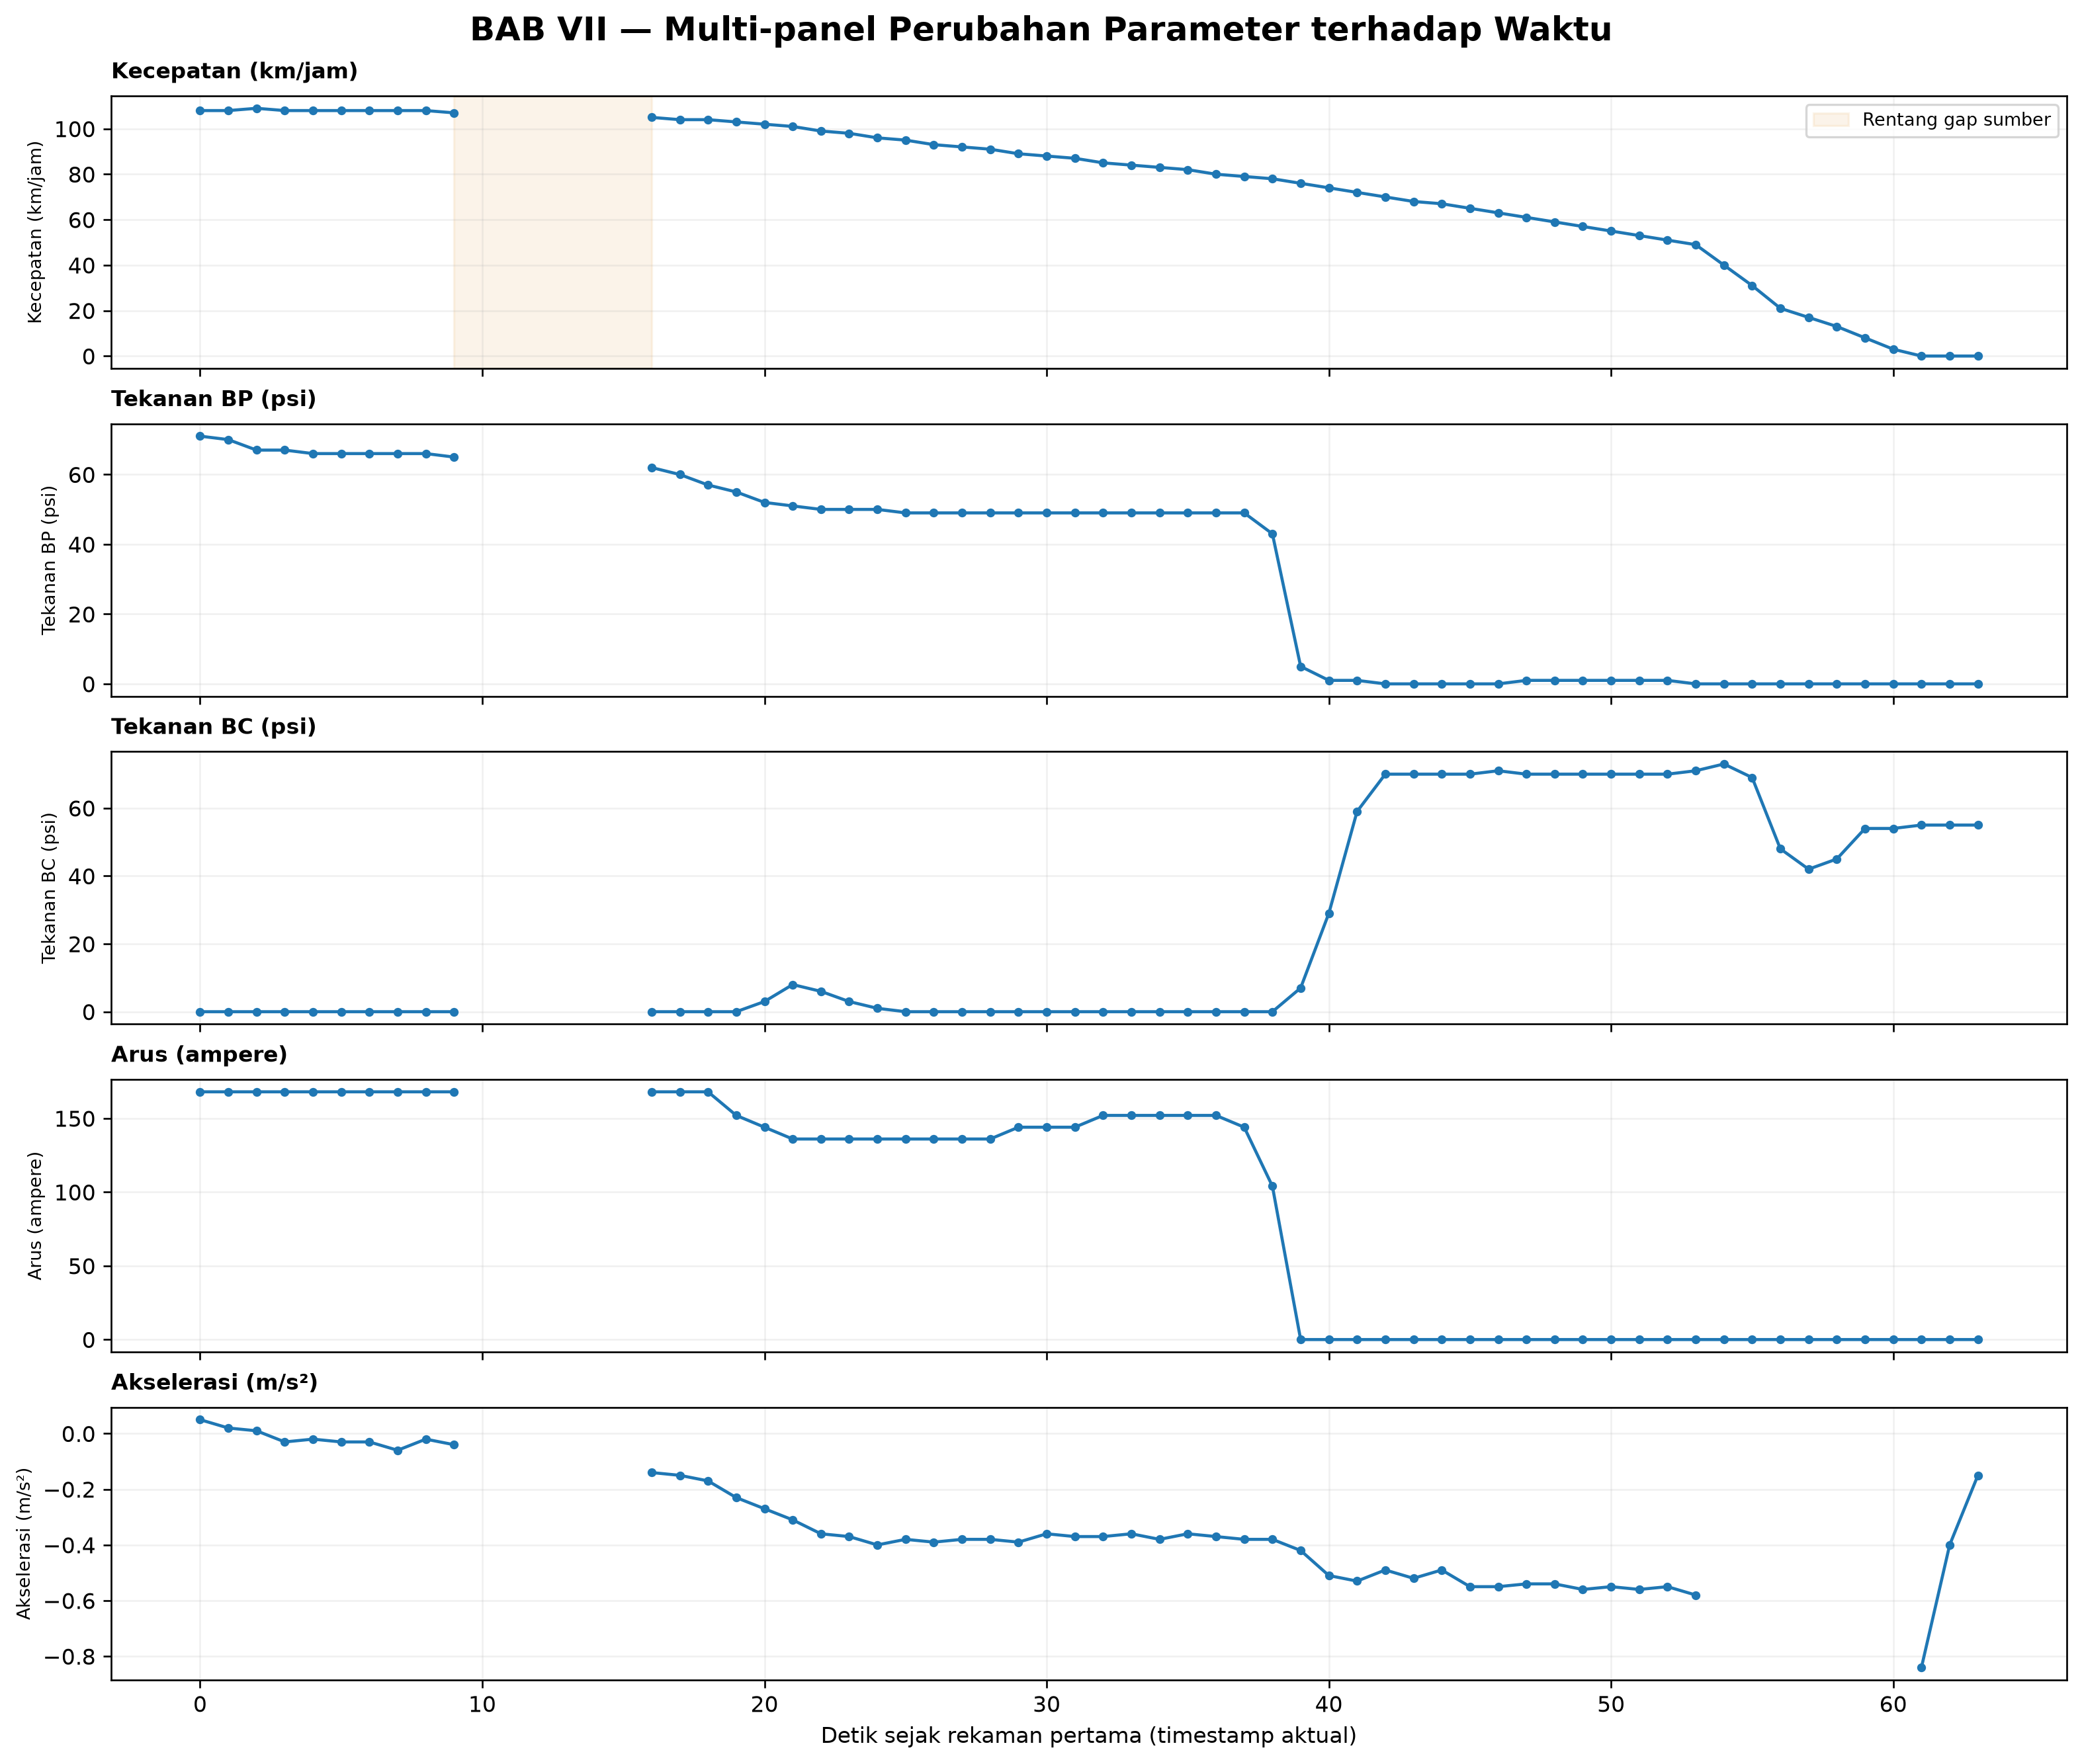 BAB VII — Multi-panel Perubahan Parameter terhadap Waktu
Kecepatan (km/jam)
Kecepatan (km/jam)
100
80
60
40
20
0
Rentang gap sumber
Tekanan BP (psi)
Tekanan BP (psi)
60
40
20
0
Tekanan BC (psi)
Tekanan BC (psi)
60
40
20
0
Arus (ampere)
Arus (ampere)
150
100
50
0
Akselerasi (m/s²)
Akselerasi (m/s²)
0.0
−0.2
−0.4
−0.6
−0.8
0 10 20 30 40 50 60
Detik sejak rekaman pertama (timestamp aktual)